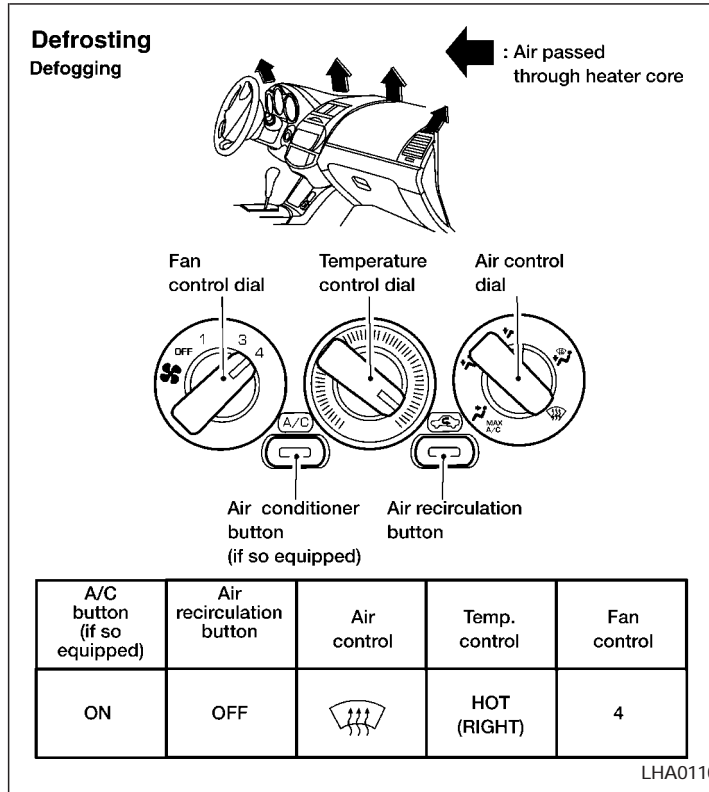 Defrosting
Defogging
: Air passed
through heater core
Fan
control dial
Temperature
control dial
Air control
dial
OFF 1 3 4
MAX
A/C
A/C
Air conditioner
button
(if so equipped)
Air recirculation
button
A/C
button
(if so
equipped)
Air
recirculation
button
Air
control
Temp.
control
Fan
control
ON
OFF
HOT
(RIGHT)
4
LHA0110